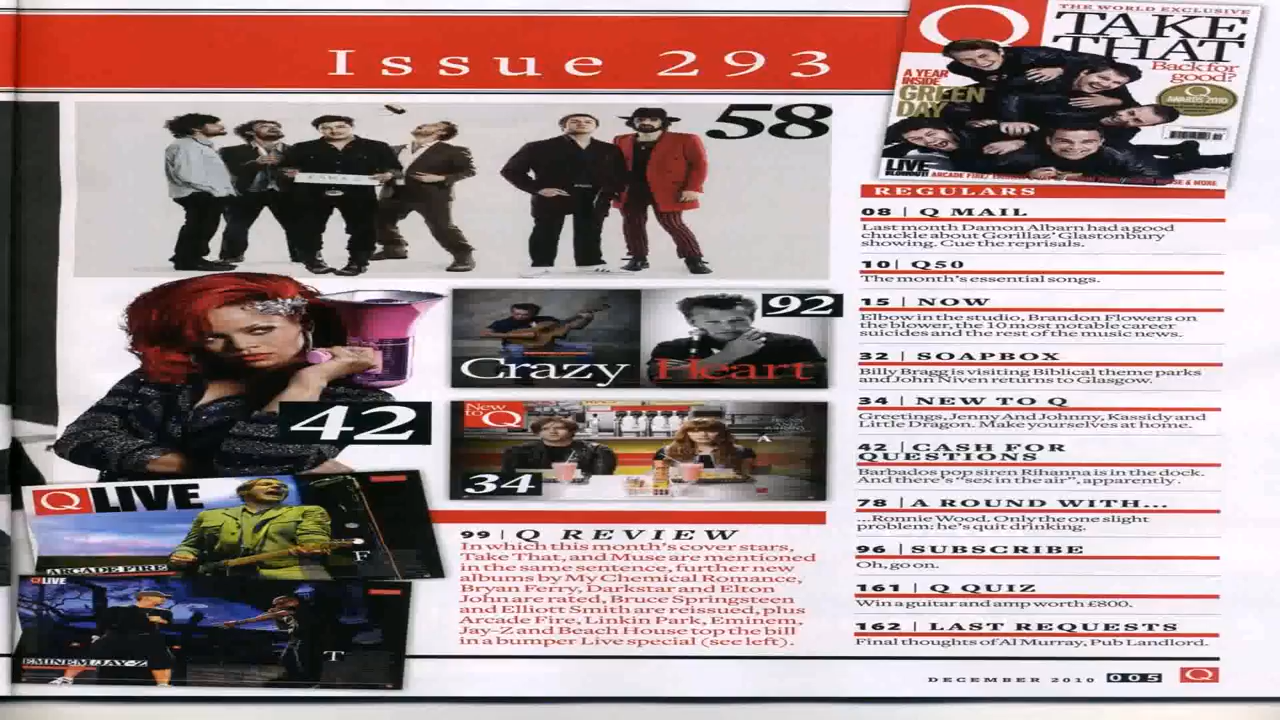 Issue 293
58
92
Crazy Heart
42
New
to Q
34
Q LIVE
ARCADE FIRE
F
Q LIVE
EMINEM/JAY-Z
T
99 | Q REVIEW
In which this month's cover stars,
Take That, and Muse are mentioned
in the same sentence, further new
albums by My Chemical Romance,
Bryan Ferry, Darkstar and Elton
John are rated, Bruce Springsteen
and Elliott Smith are reissued, plus
Arcade Fire, Linkin Park, Eminem,
Jay-Z and Beach House top the bill
in a bumper Live special (see left).
Q
THE WORLD EXCLUSIVE
TAKE
THAT
Back for
good?
A YEAR
INSIDE
GREEN
DAY
Q
AWARDS 2010
LIVE
BLOWOUT!
ARCADE FIRE/
& MORE
REGULARS
08 | Q MAIL
Last month Damon Albarn had a good
chuckle about Gorillaz' Glastonbury
showing. Cue the reprisals.
10 | Q50
The month's essential songs.
15 | NOW
Elbow in the studio, Brandon Flowers on
the blower, the 10 most notable career
suicides and the rest of the music news.
32 | SOAPBOX
Billy Bragg is visiting Biblical theme parks
and John Niven returns to Glasgow.
34 | NEW TO Q
Greetings, Jenny And Johnny, Kassidy and
Little Dragon. Make yourselves at home.
42 | CASH FOR
QUESTIONS
Barbados pop siren Rihanna is in the dock.
And there's "sex in the air", apparently.
78 | A ROUND WITH...
...Ronnie Wood. Only the one slight
problem: he's quit drinking.
96 | SUBSCRIBE
Oh, go on.
161 | Q QUIZ
Win a guitar and amp worth £800.
162 | LAST REQUESTS
Final thoughts of Al Murray, Pub Landlord.
DECEMBER 2010 005 Q